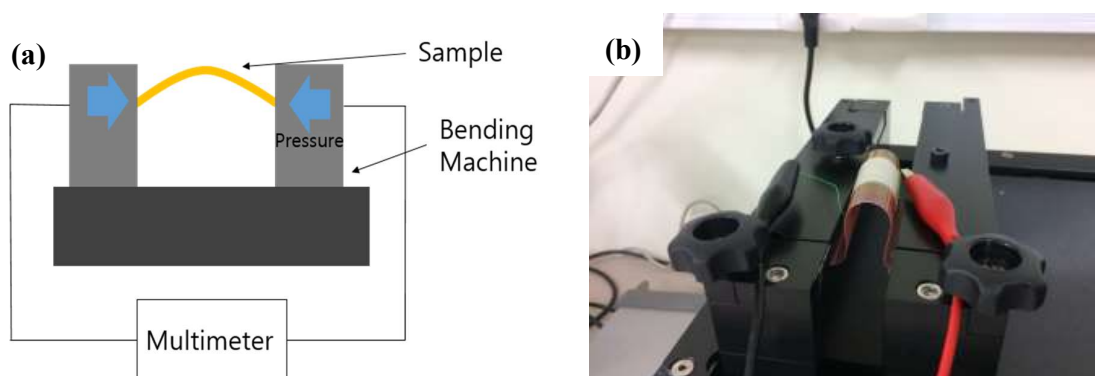 (a)
Sample
Pressure
Bending
Machine
Multimeter
(b)